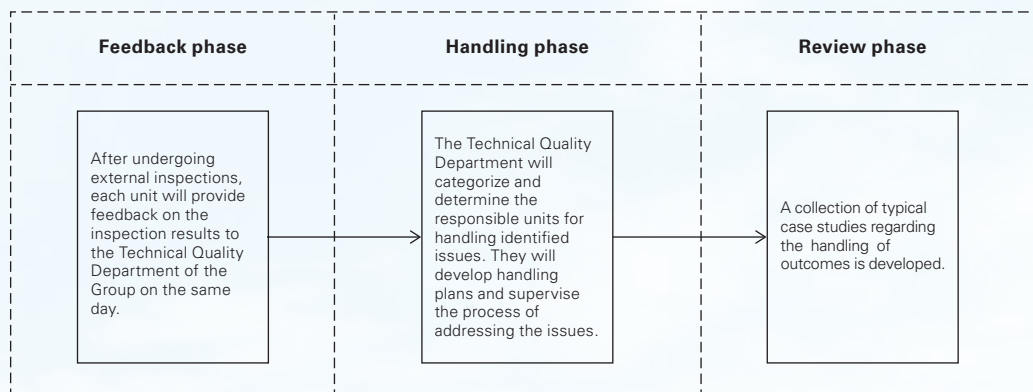 Feedback phase
Handling phase
Review phase
After undergoing
external inspections,
each unit will provide
feedback on the
inspection results to
the Technical Quality
Department of the
Group on the same
day.
The Technical Quality
Department will
categorize and
determine the
responsible units for
handling identified
issues. They will
develop handling
plans and supervise
the process of
addressing the issues.
A collection of typical
case studies regarding
the handling of
outcomes is developed.